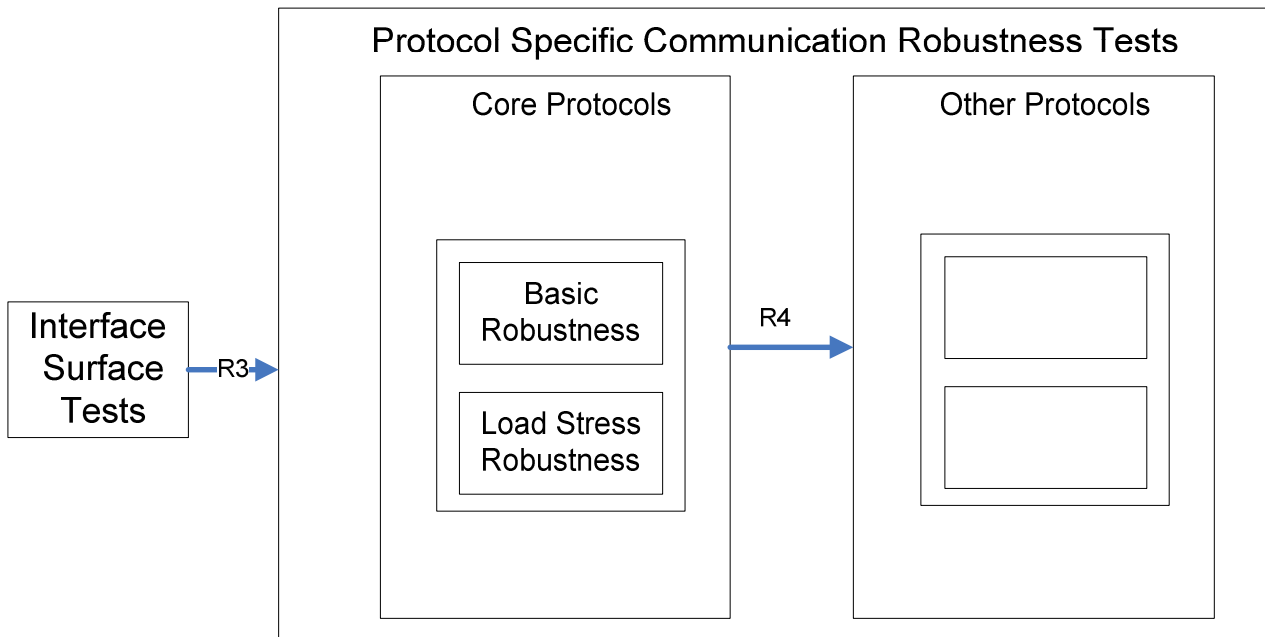 Protocol Specific Communication Robustness Tests
Core Protocols
Other Protocols
Basic
Robustness
Load Stress
Robustness
Interface
Surface
Tests
R3
R4